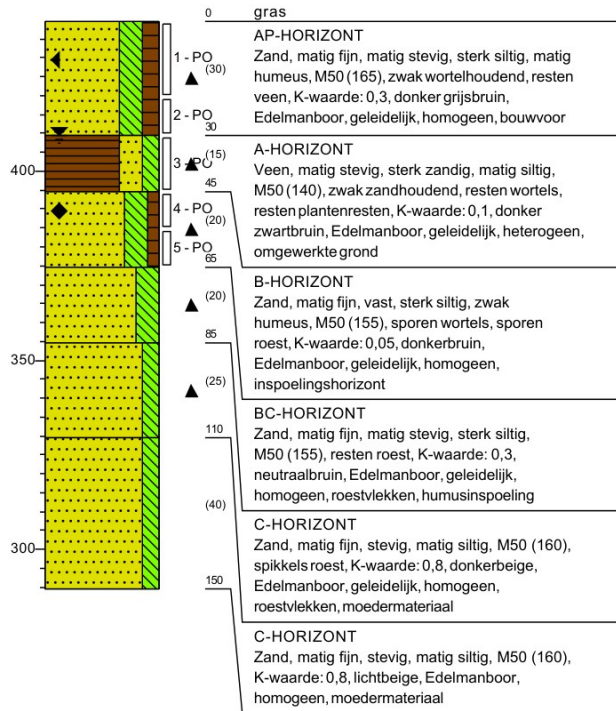 0 gras
1 - PO
(30)
2 - PO
30
AP-HORIZONT
Zand, matig fijn, matig stevig, sterk siltig, matig
humeus, M50 (165), zwak wortelhoudend, resten
veen, K-waarde: 0,3, donker grijsbruin,
Edelmanboor, geleidelijk, homogeen, bouwvoor
400
3 - PO
(15)
45
A-HORIZONT
Veen, matig stevig, sterk zandig, matig siltig,
M50 (140), zwak zandhoudend, resten wortels,
resten plantenresten, K-waarde: 0,1, donker
zwartbruin, Edelmanboor, geleidelijk, heterogeen,
omgewerkte grond
4 - PO
(20)
5 - PO
65
B-HORIZONT
Zand, matig fijn, vast, sterk siltig, zwak
humeus, M50 (155), sporen wortels, sporen
roest, K-waarde: 0,05, donkerbruin,
Edelmanboor, geleidelijk, homogeen,
inspoelingshorizont
(20)
85
350
BC-HORIZONT
Zand, matig fijn, matig stevig, sterk siltig,
M50 (155), resten roest, K-waarde: 0,3,
neutraalbruin, Edelmanboor, geleidelijk,
homogeen, roestvlekken, humusinspoeling
(25)
110
C-HORIZONT
Zand, matig fijn, stevig, matig siltig, M50 (160),
spikkels roest, K-waarde: 0,8, donkerbeige,
Edelmanboor, geleidelijk, homogeen,
roestvlekken, moedermateriaal
(40)
300
150
C-HORIZONT
Zand, matig fijn, stevig, matig siltig, M50 (160),
K-waarde: 0,8, lichtbeige, Edelmanboor,
homogeen, moedermateriaal